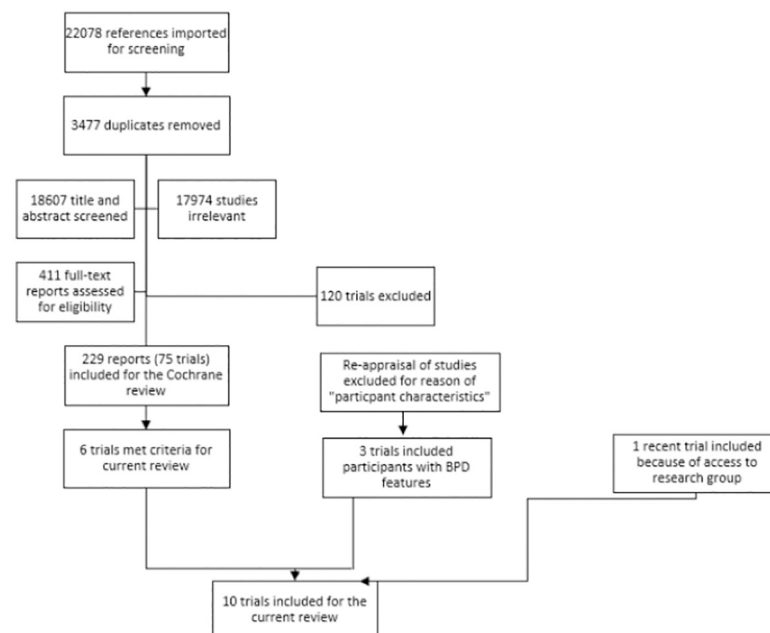 22078 references imported
for screening
3477 duplicates removed
18607 title and
abstract screened
17974 studies
irrelevant
411 full-text
reports assessed
for eligibility
120 trials excluded
229 reports (75 trials)
included for the Cochrane
review
Re-appraisal of studies
excluded for reason of
"particpant characteristics"
6 trials met criteria for
current review
3 trials included
participants with BPD
features
1 recent trial included
because of access to
research group
10 trials included for the
current review